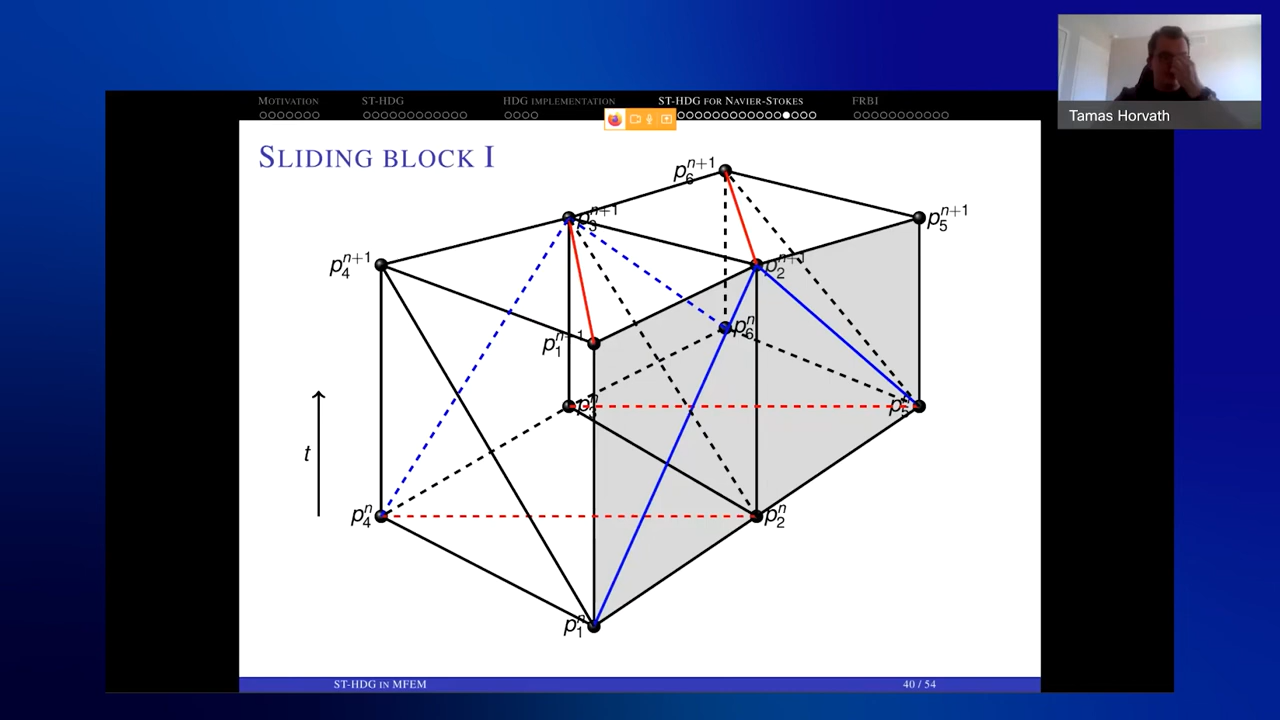 MOTIVATION ST-HDG HDG IMPLEMENTATION ST-HDG FOR NAVIER-STOKES FRBI
Tamas Horvath
SLIDING BLOCK I
p_6^{n+1}
p_3^{n+1}
p_5^{n+1}
p_4^{n+1}
p_2^{n+1}
p_6^n
p_1^{n+1}
p_3^n
p_5^n
t
p_4^n
p_2^n
p_1^n
ST-HDG IN MFEM 40 / 54